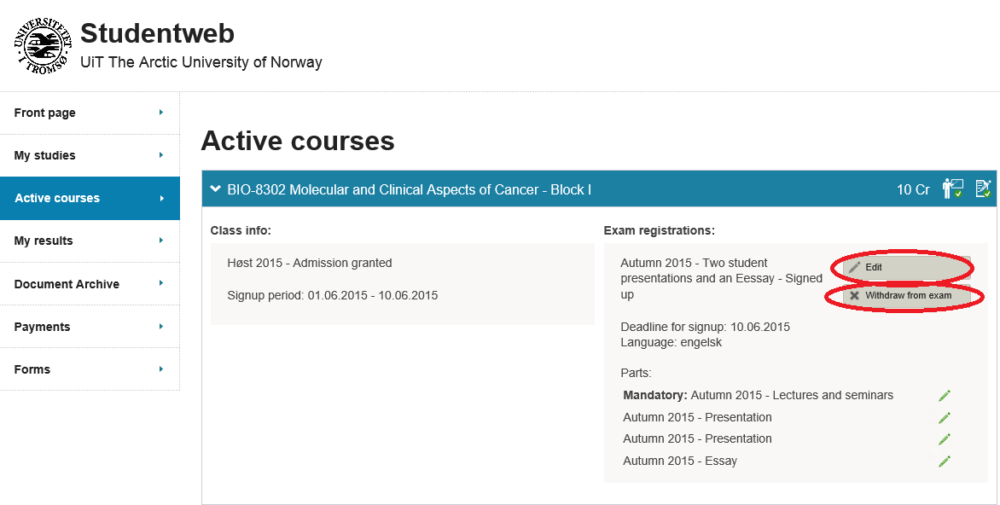 UNIVERSITETET
I TROMSØ
Studentweb
UiT The Arctic University of Norway
Front page
My studies
Active courses
My results
Document Archive
Payments
Forms
Active courses
BIO-8302 Molecular and Clinical Aspects of Cancer - Block I
10 Cr
Class info:
Høst 2015 - Admission granted
Signup period: 01.06.2015 - 10.06.2015
Exam registrations:
Autumn 2015 - Two student
presentations and an Eessay - Signed
up
Edit
Withdraw from exam
Deadline for signup: 10.06.2015
Language: engelsk
Parts:
Mandatory: Autumn 2015 - Lectures and seminars
Autumn 2015 - Presentation
Autumn 2015 - Presentation
Autumn 2015 - Essay